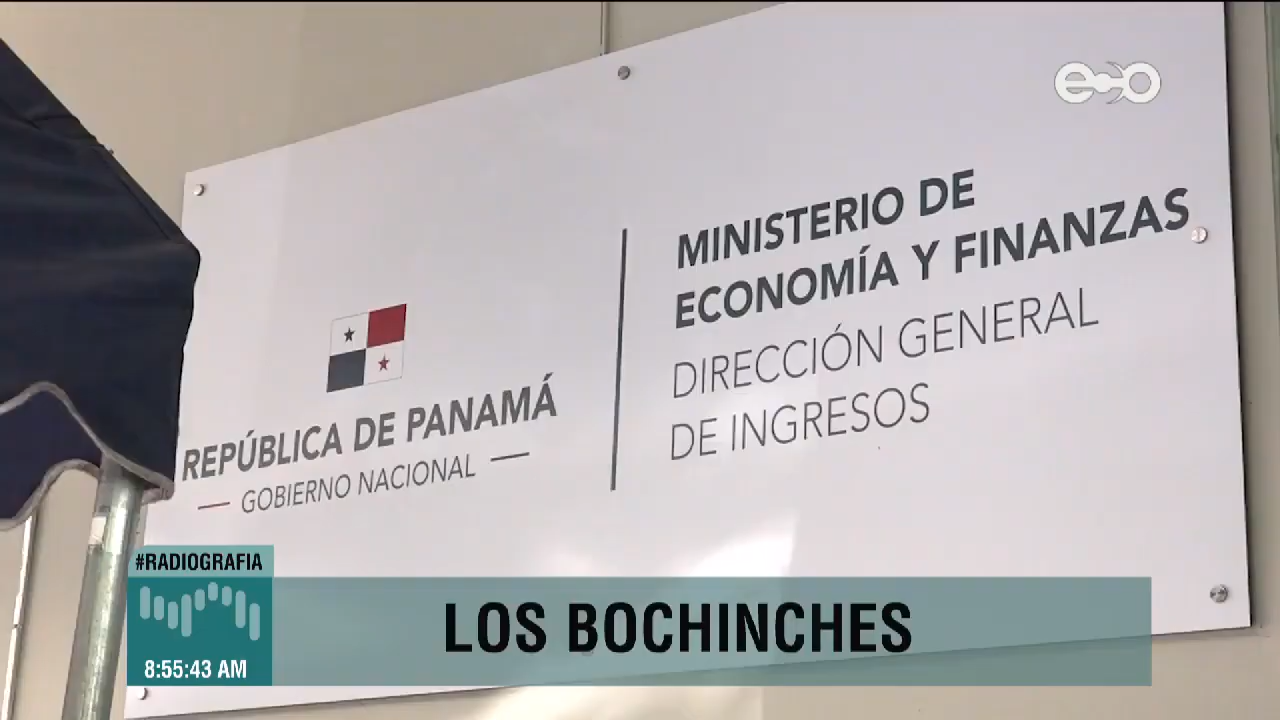 eco
MINISTERIO DE
ECONOMÍA Y FINANZAS
DIRECCIÓN GENERAL
DE INGRESOS
REPÚBLICA DE PANAMÁ
GOBIERNO NACIONAL
#RADIOGRAFIA
LOS BOCHINCHES
8:55:43 AM